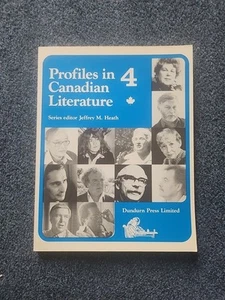 Profiles in 4
Canadian
Literature
Series editor Jeffrey M. Heath
Dundurn Press Limited